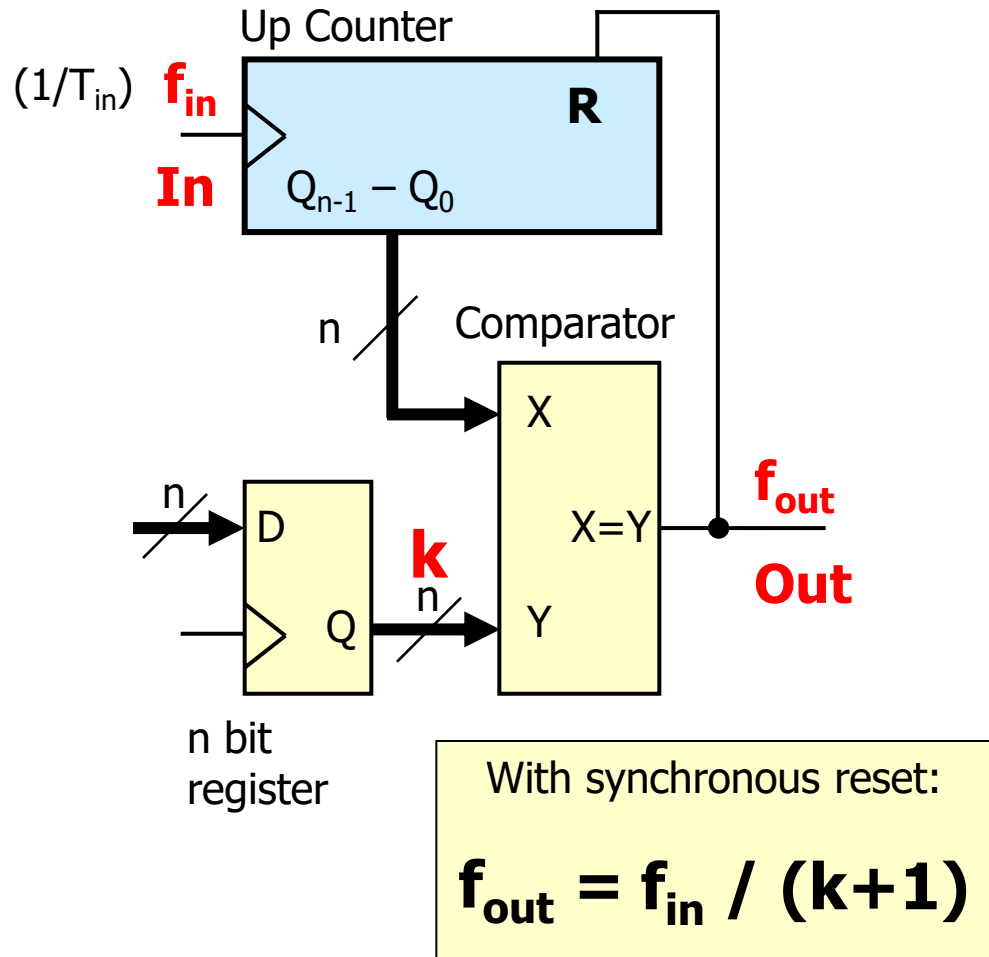 Up Counter
(1/Tin) fin
R
In
Qn-1 – Q0
n
Comparator
X
n
D
X=Y
fout
k
n
Out
Q
Y
n bit
register
With synchronous reset:
fout = fin / (k+1)